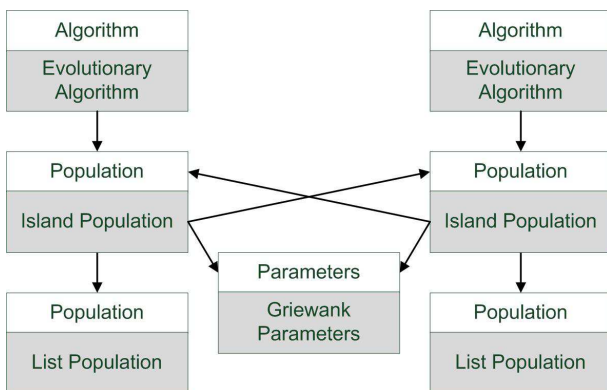 Algorithm
Evolutionary
Algorithm
Population
Island Population
Population
List Population
Parameters
Griewank
Parameters
Algorithm
Evolutionary
Algorithm
Population
Island Population
Population
List Population